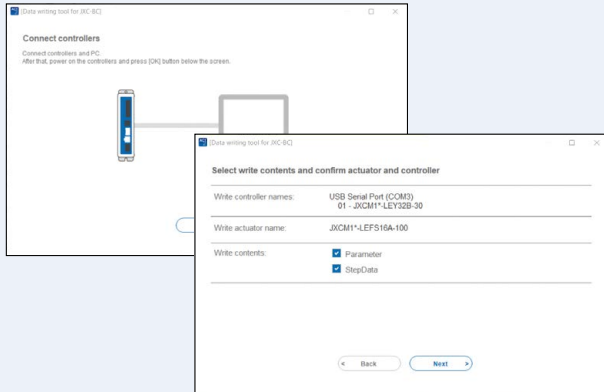 [Data writing tool for JXC-BC]
Connect controllers
Connect controllers and PC.
After that, power on the controllers and press [OK] button below the screen.
[Data writing tool for JXC-BC]
Select write contents and confirm actuator and controller
Write controller names:
USB Serial Port (COM3)
01 - JXCM1*-LEY32B-30
Write actuator name:
JXCM1*-LEFS16A-100
Write contents:
Parameter
StepData
< Back
Next >